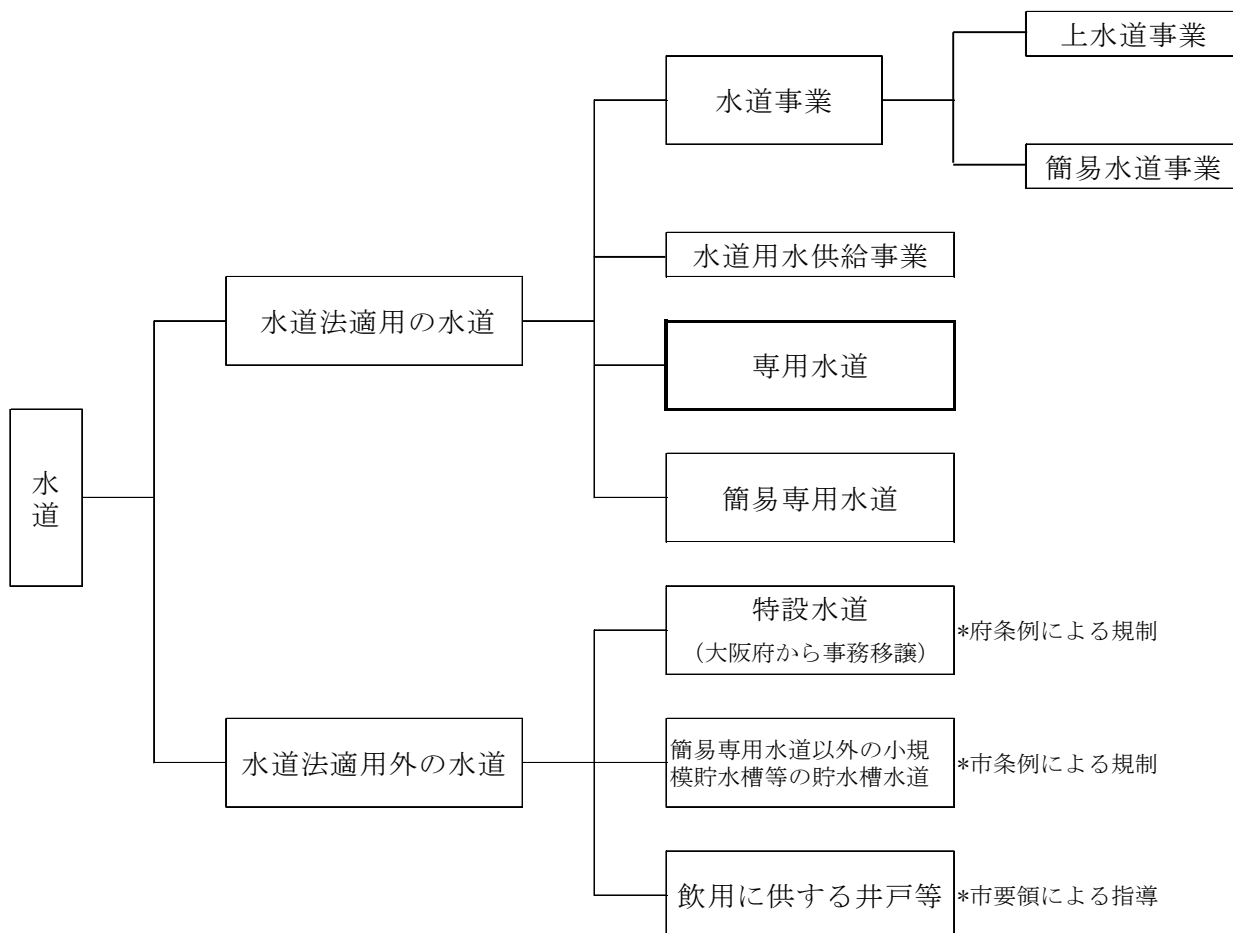 上水道事業
水道事業
簡易水道事業
水道用水供給事業
水道法適用の水道
専用水道
水道
簡易専用水道
特設水道
（大阪府から事務移譲）
*府条例による規制
水道法適用外の水道
簡易専用水道以外の小規
模貯水槽等の貯水槽水道
*市条例による規制
飲用に供する井戸等
*市要領による指導